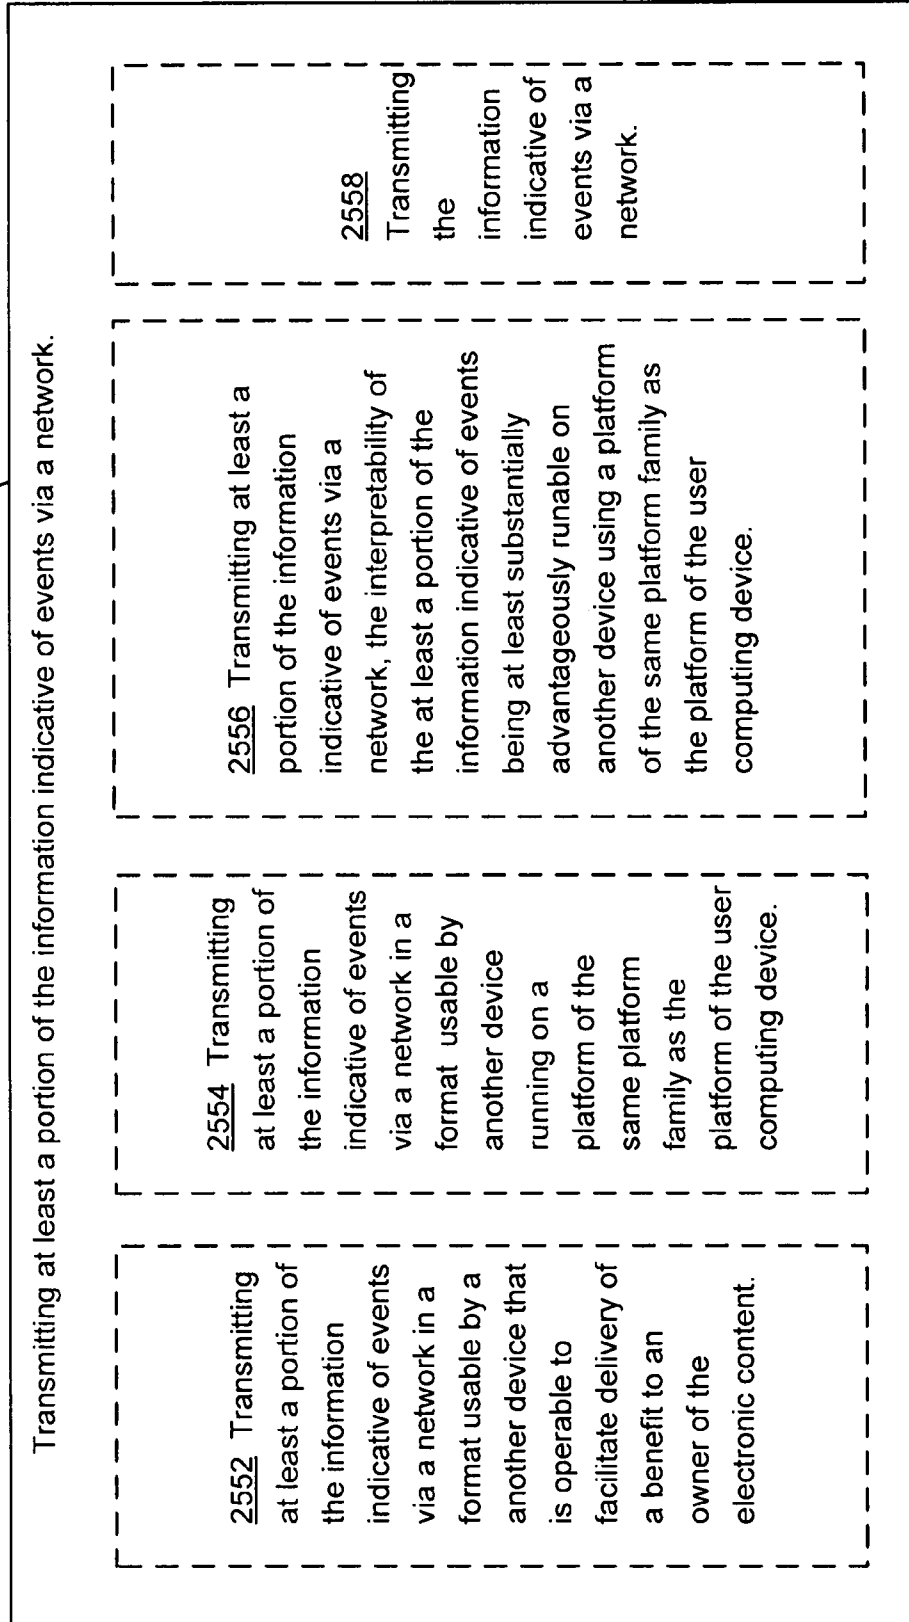 Transmitting at least a portion of the information indicative of events via a network.
2552 Transmitting
at least a portion of
the information
indicative of events
via a network in a
format usable by a
another device that
is operable to
facilitate delivery of
a benefit to an
owner of the
electronic content.
2554 Transmitting
at least a portion of
the information
indicative of events
via a network in a
format usable by
another device
running on a
platform of the
same platform
family as the
platform of the user
computing device.
2556 Transmitting at least a
portion of the information
indicative of events via a
network, the interpretability of
the at least a portion of the
information indicative of events
being at least substantially
advantageously runable on
another device using a platform
of the same platform family as
the platform of the user
computing device.
2558
Transmitting
the
information
indicative of
events via a
network.